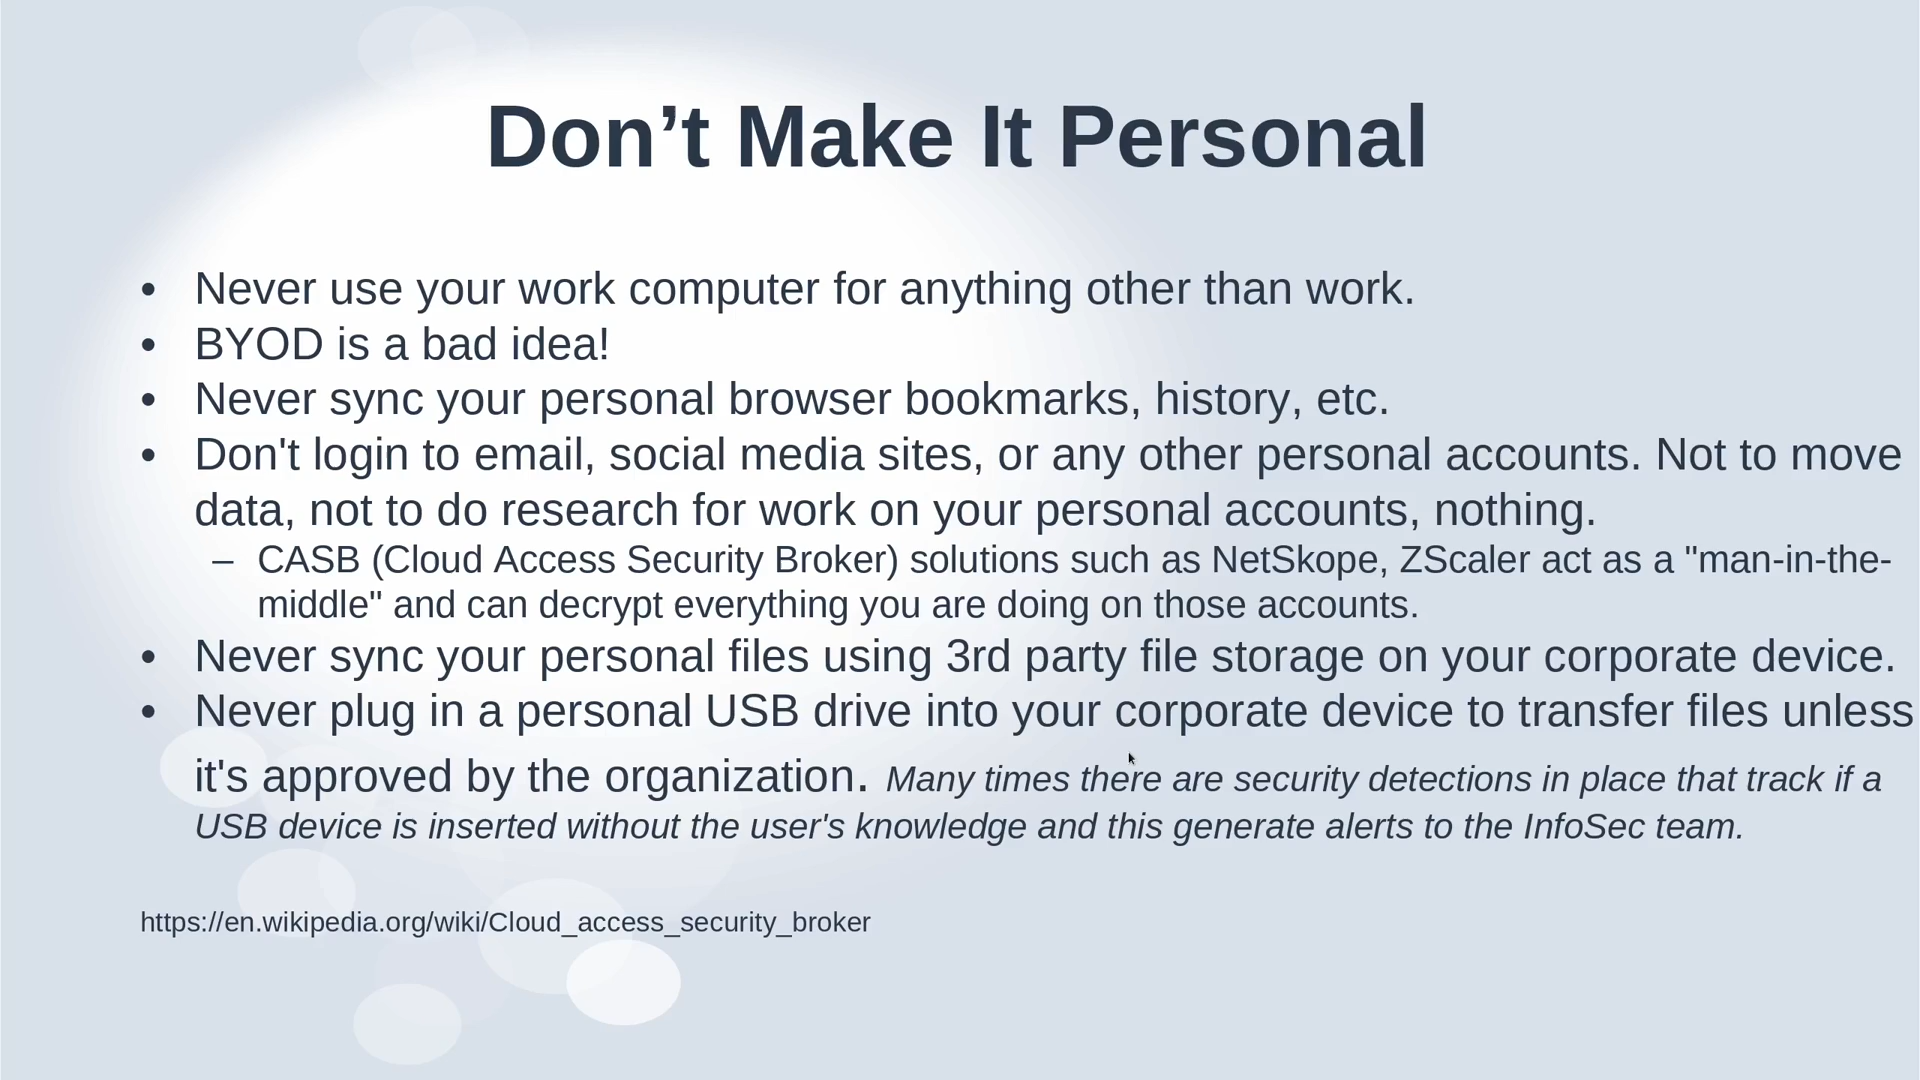 Don’t Make It Personal
• Never use your work computer for anything other than work.
• BYOD is a bad idea!
• Never sync your personal browser bookmarks, history, etc.
• Don't login to email, social media sites, or any other personal accounts. Not to move
data, not to do research for work on your personal accounts, nothing.
– CASB (Cloud Access Security Broker) solutions such as NetSkope, ZScaler act as a "man-in-the-
middle" and can decrypt everything you are doing on those accounts.
• Never sync your personal files using 3rd party file storage on your corporate device.
• Never plug in a personal USB drive into your corporate device to transfer files unless
it's approved by the organization. Many times there are security detections in place that track if a
USB device is inserted without the user's knowledge and this generate alerts to the InfoSec team.
https://en.wikipedia.org/wiki/Cloud_access_security_broker